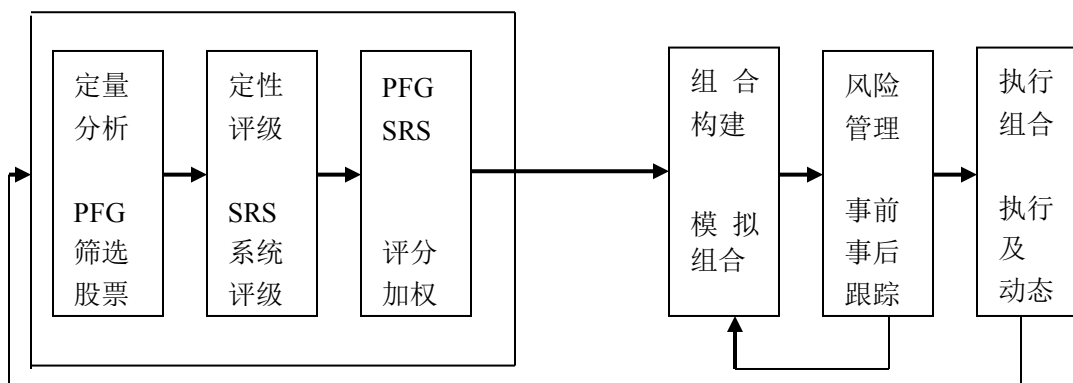 定量
分析
PFG
筛选
股票
定性
评级
SRS
系统
评级
PFG
SRS
评分
加权
组 合
构建
模 拟
组合
风险
管理
事前
事后
跟踪
执行
组合
执行
及
动态